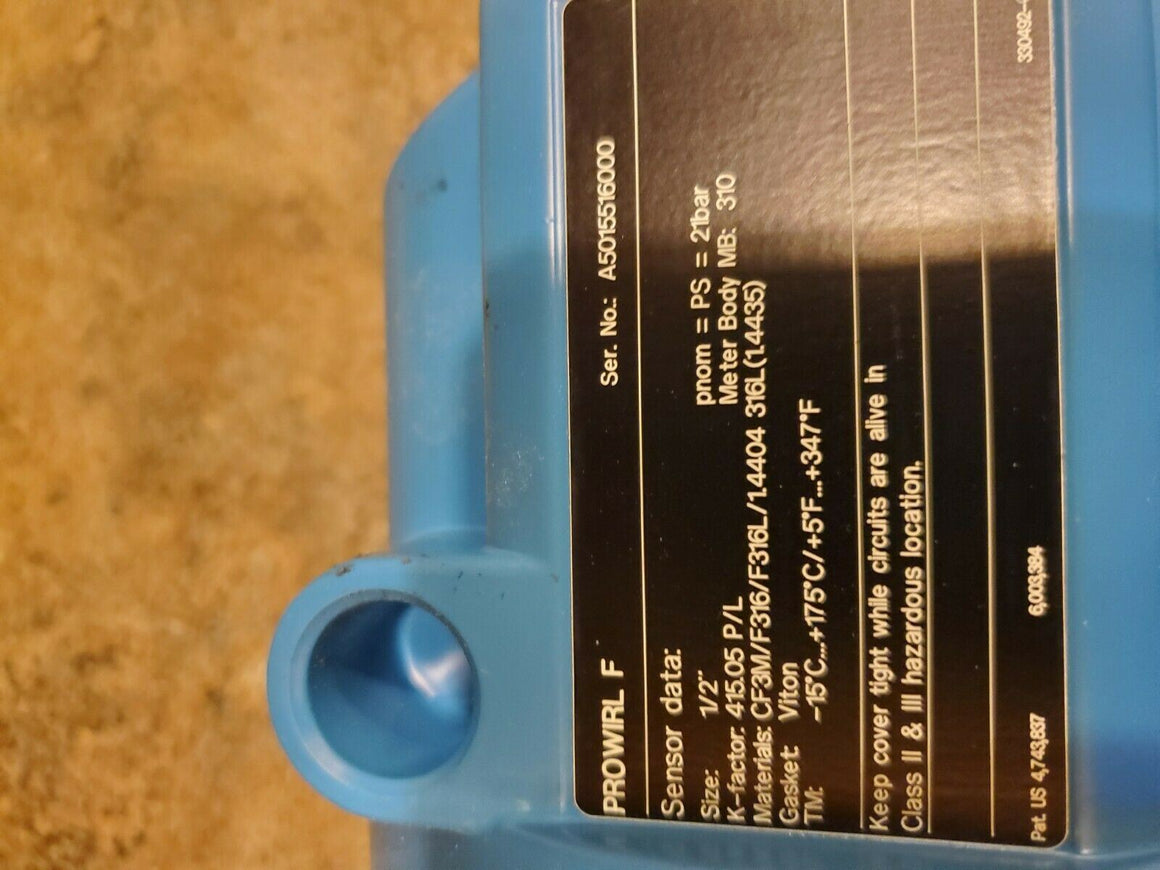 PROWIRL F Ser. No.: A5015516000
Sensor data:
Size: 1/2" pnom = PS = 21bar
K-factor: 415.05 P/L Meter Body MB: 310
Materials: CF3M/F316/F316L/1.4404 316L(1.4435)
Gasket: Viton
TM: -15°C...+175°C/+5°F...+347°F
Keep cover tight while circuits are alive in
Class II & III hazardous location.
Pat. US 4,743,837 6,003,384 330492-